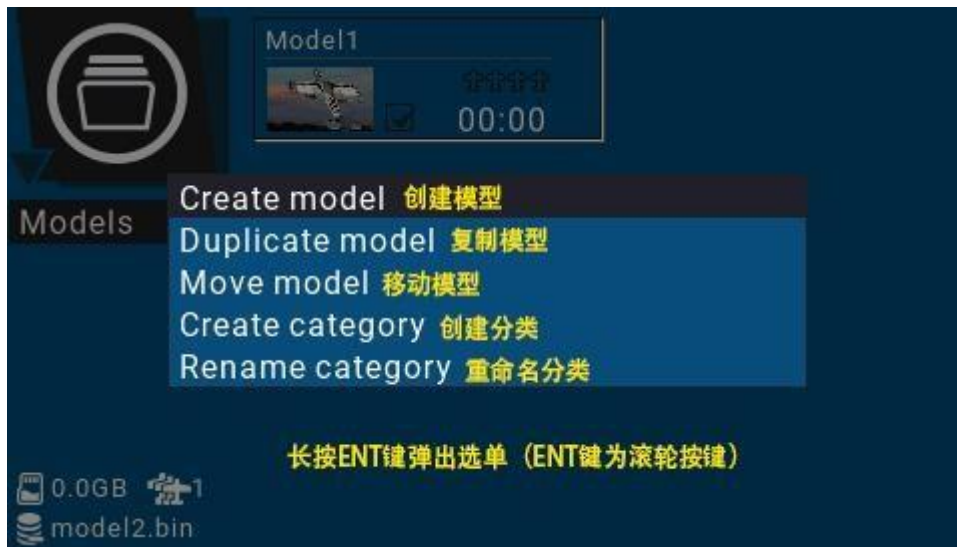 Model1
00:00
Models
Create model 创建模型
Duplicate model 复制模型
Move model 移动模型
Create category 创建分类
Rename category 重命名分类
长按ENT键弹出选单（ENT键为滚轮按键）
0.0GB 1
model2.bin